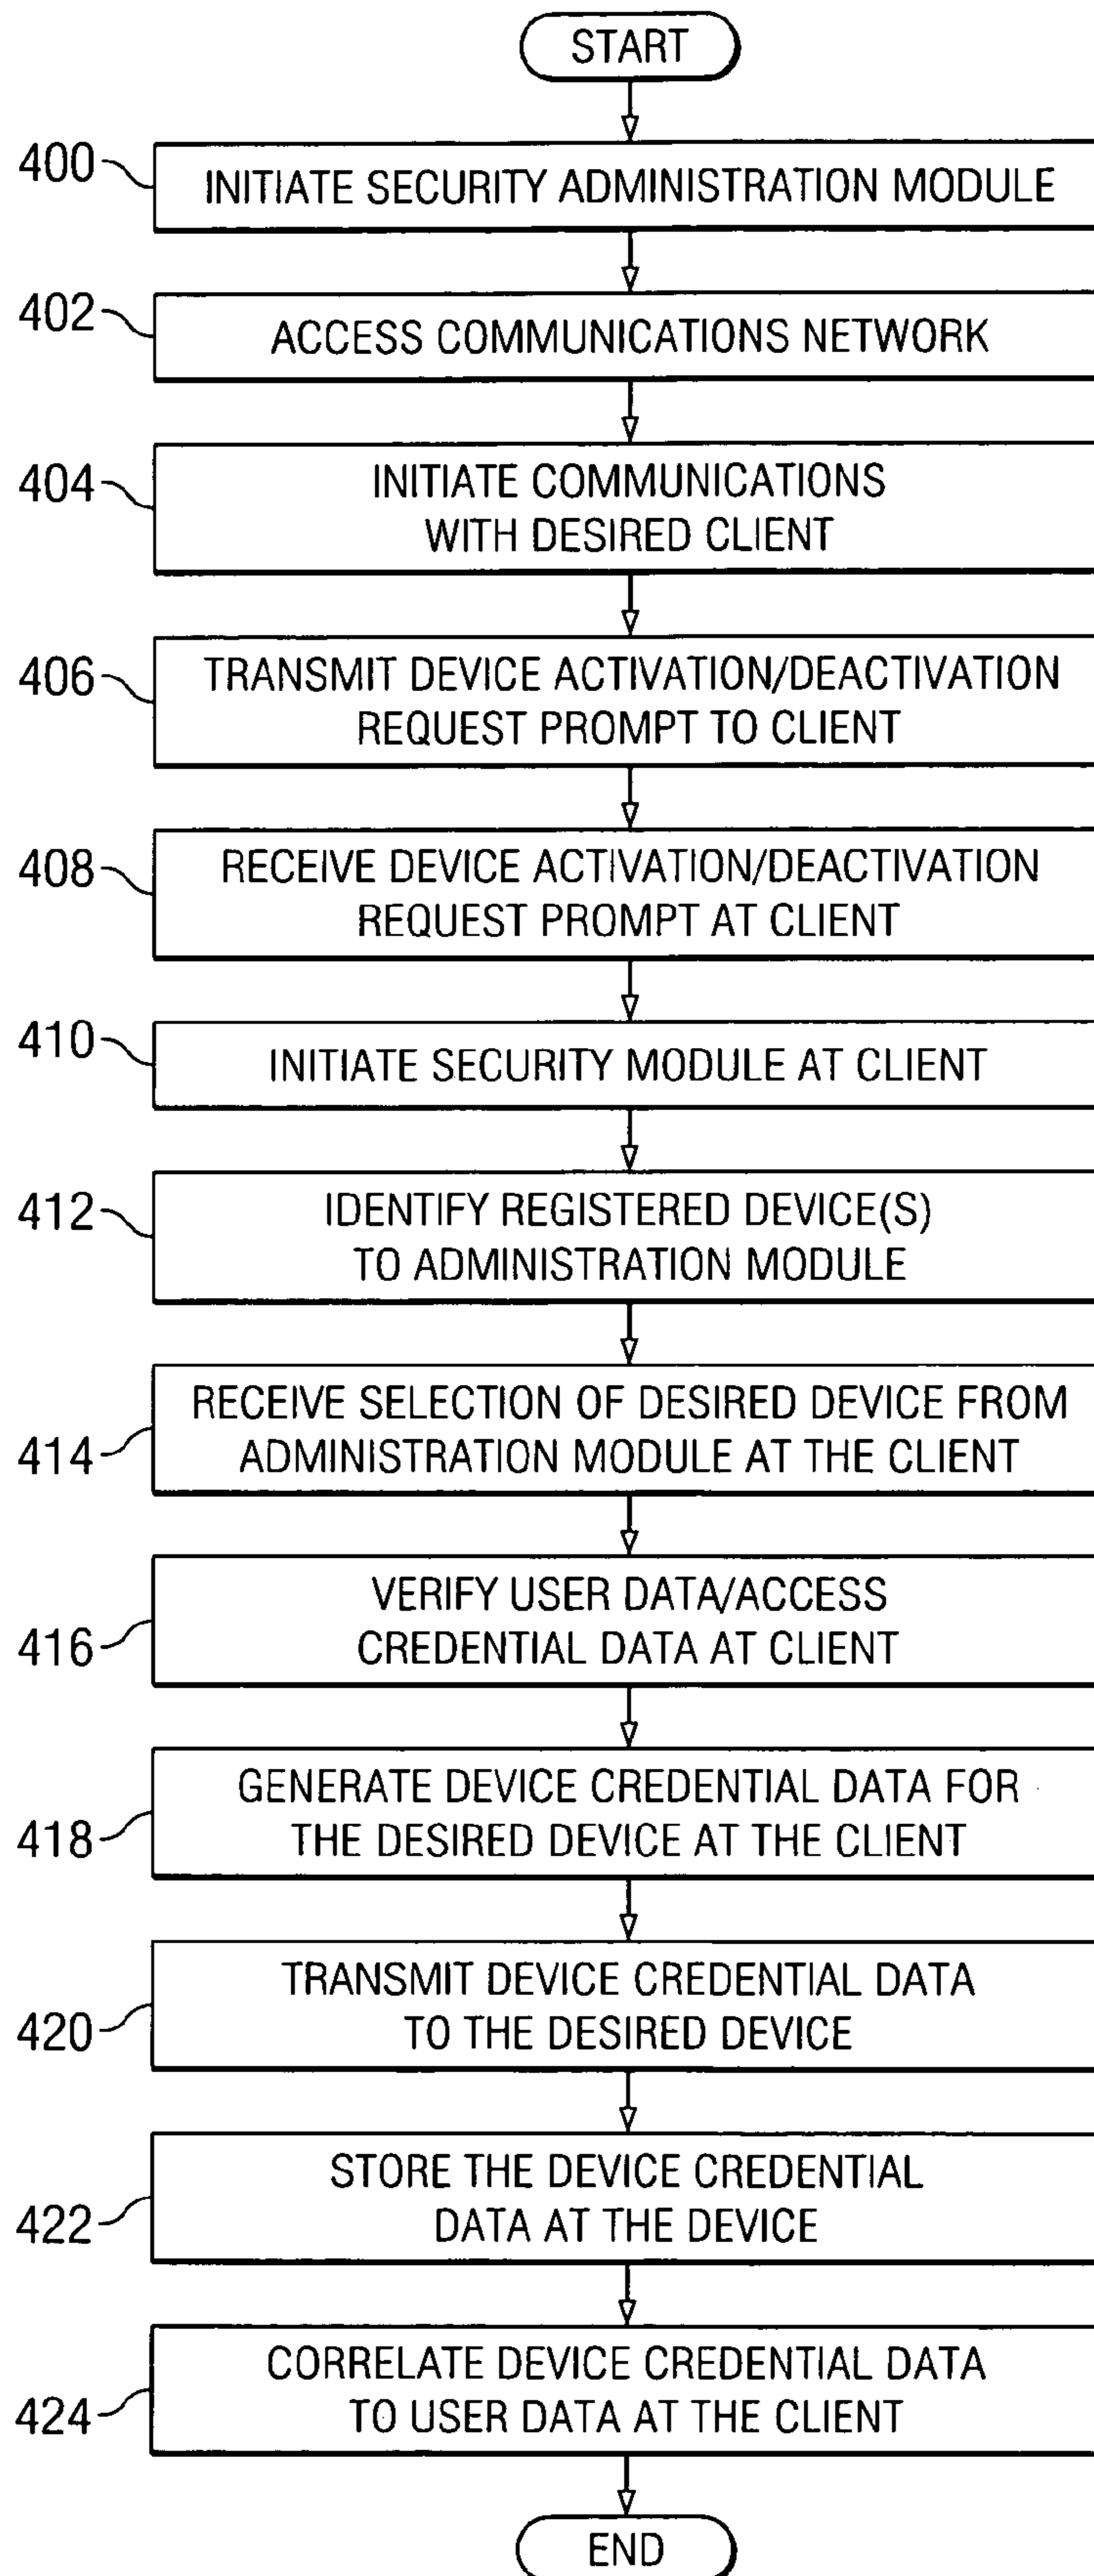 START
400
INITIATE SECURITY ADMINISTRATION MODULE
402
ACCESS COMMUNICATIONS NETWORK
404
INITIATE COMMUNICATIONS
WITH DESIRED CLIENT
406
TRANSMIT DEVICE ACTIVATION/DEACTIVATION
REQUEST PROMPT TO CLIENT
408
RECEIVE DEVICE ACTIVATION/DEACTIVATION
REQUEST PROMPT AT CLIENT
410
INITIATE SECURITY MODULE AT CLIENT
412
IDENTIFY REGISTERED DEVICE(S)
TO ADMINISTRATION MODULE
414
RECEIVE SELECTION OF DESIRED DEVICE FROM
ADMINISTRATION MODULE AT THE CLIENT
416
VERIFY USER DATA/ACCESS
CREDENTIAL DATA AT CLIENT
418
GENERATE DEVICE CREDENTIAL DATA FOR
THE DESIRED DEVICE AT THE CLIENT
420
TRANSMIT DEVICE CREDENTIAL DATA
TO THE DESIRED DEVICE
422
STORE THE DEVICE CREDENTIAL
DATA AT THE DEVICE
424
CORRELATE DEVICE CREDENTIAL DATA
TO USER DATA AT THE CLIENT
END